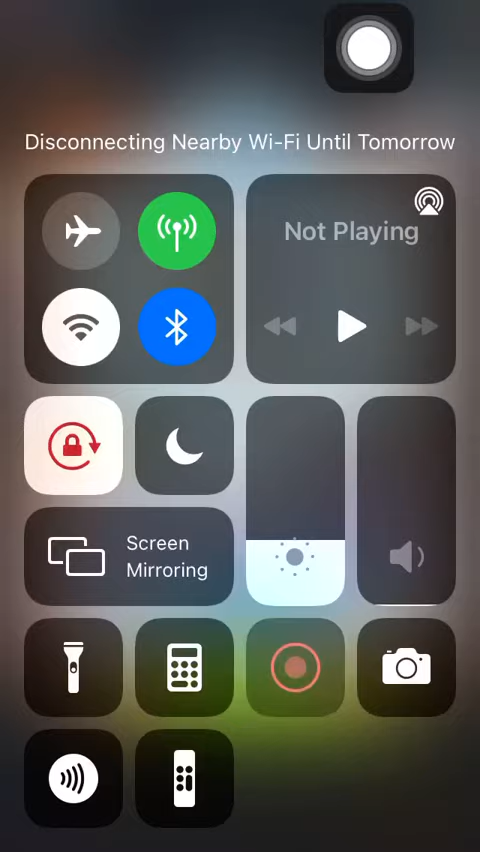 Disconnecting Nearby Wi-Fi Until Tomorrow
Not Playing
Screen
Mirroring